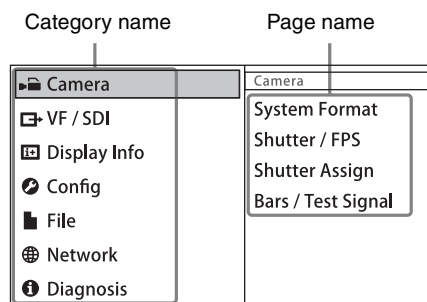 Category name
Page name
Camera
VF / SDI
Display Info
Config
File
Network
Diagnosis
Camera
System Format
Shutter / FPS
Shutter Assign
Bars / Test Signal